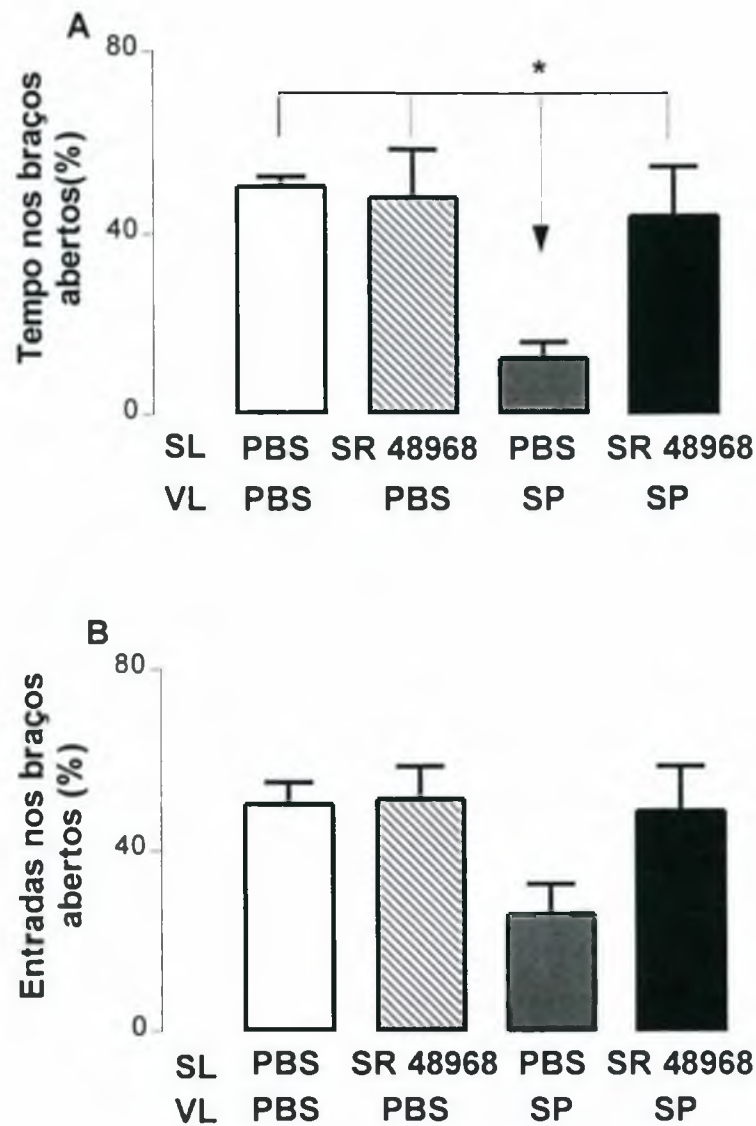 A
80
*
Tempo nos braços
abertos(%)
40
0
SL PBS SR 48968 PBS SR 48968
VL PBS PBS SP SP
B
80
Entradas nos braços
abertos (%)
40
0
SL PBS SR 48968 PBS SR 48968
VL PBS PBS SP SP